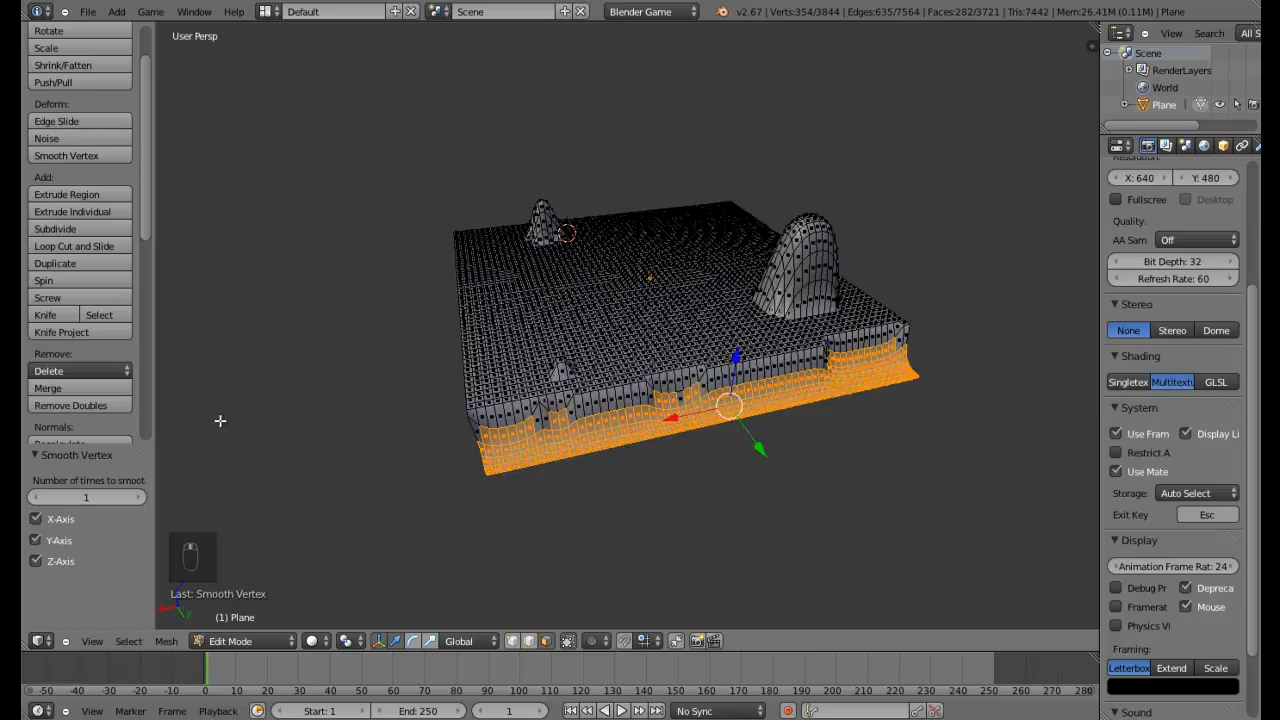 File Add Game Window Help Default Scene Blender Game v2.67 | Verts:354/3844 | Edges:635/7564 | Faces:282/3721 | Tris:7442 | Mem:26.41M (0.11M) | Plane
Rotate
Scale
Shrink/Fatten
Push/Pull
Deform:
Edge Slide
Noise
Smooth Vertex
Add:
Extrude Region
Extrude Individual
Subdivide
Loop Cut and Slide
Duplicate
Spin
Screw
Knife Select
Knife Project
Remove:
Delete
Merge
Remove Doubles
Normals:
Smooth Vertex
Number of times to smoot
1
X-Axis
Y-Axis
Z-Axis
User Persp
Last: Smooth Vertex
(1) Plane
View Select Mesh Edit Mode Global
View Search All S
Scene
RenderLayers
World
Plane
Resolution:
X: 640 Y: 480
Fullscree Desktop
Quality:
AA Sam Off
Bit Depth: 32
Refresh Rate: 60
Stereo
None Stereo Dome
Shading
Singletex Multitextu GLSL
System
Use Fram Display Li
Restrict A
Use Mate
Storage: Auto Select
Exit Key Esc
Display
Animation Frame Rat: 24
Debug Pr Depreca
Framerat Mouse
Physics Vi
Framing:
Letterbox Extend Scale
Sound
-50 -40 -30 -20 -10 0 10 20 30 40 50 60 70 80 90 100 110 120 130 140 150 160 170 180 190 200 210 220 230 240 250 260 270 280
View Marker Frame Playback Start: 1 End: 250 1 No Sync